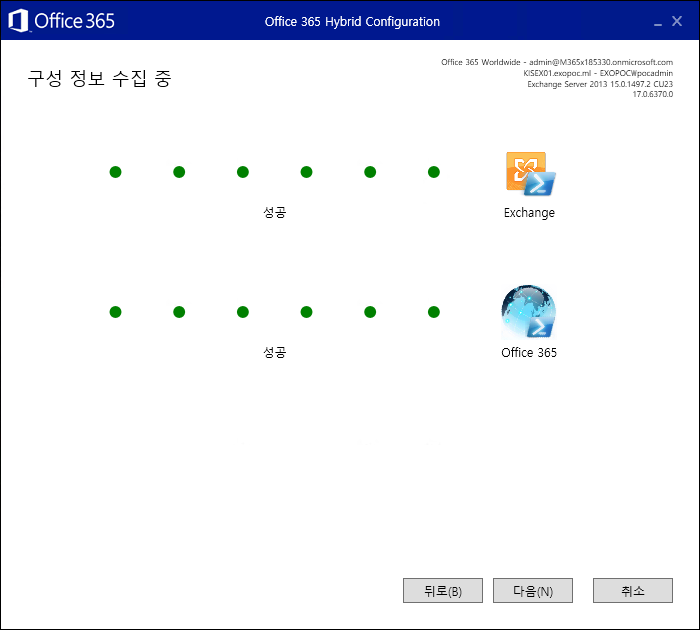 Office 365
Office 365 Hybrid Configuration
구성 정보 수집 중
Office 365 Worldwide - admin@M365x185330.onmicrosoft.com
KISEX01.exopoc.ml - EXOPOC₩pocadmin
Exchange Server 2013 15.0.1497.2 CU23
17.0.6370.0
성공
Exchange
성공
Office 365
뒤로(B)
다음(N)
취소